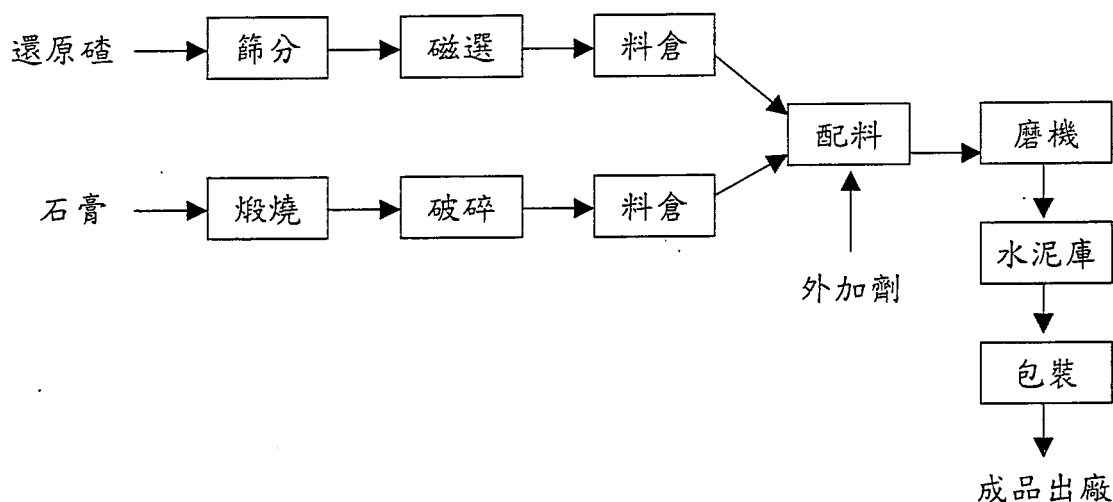 還原碴 篩分 磁選 料倉
配料 磨機
石膏 煅燒 破碎 料倉
水泥庫
外加劑
包裝
成品出廠